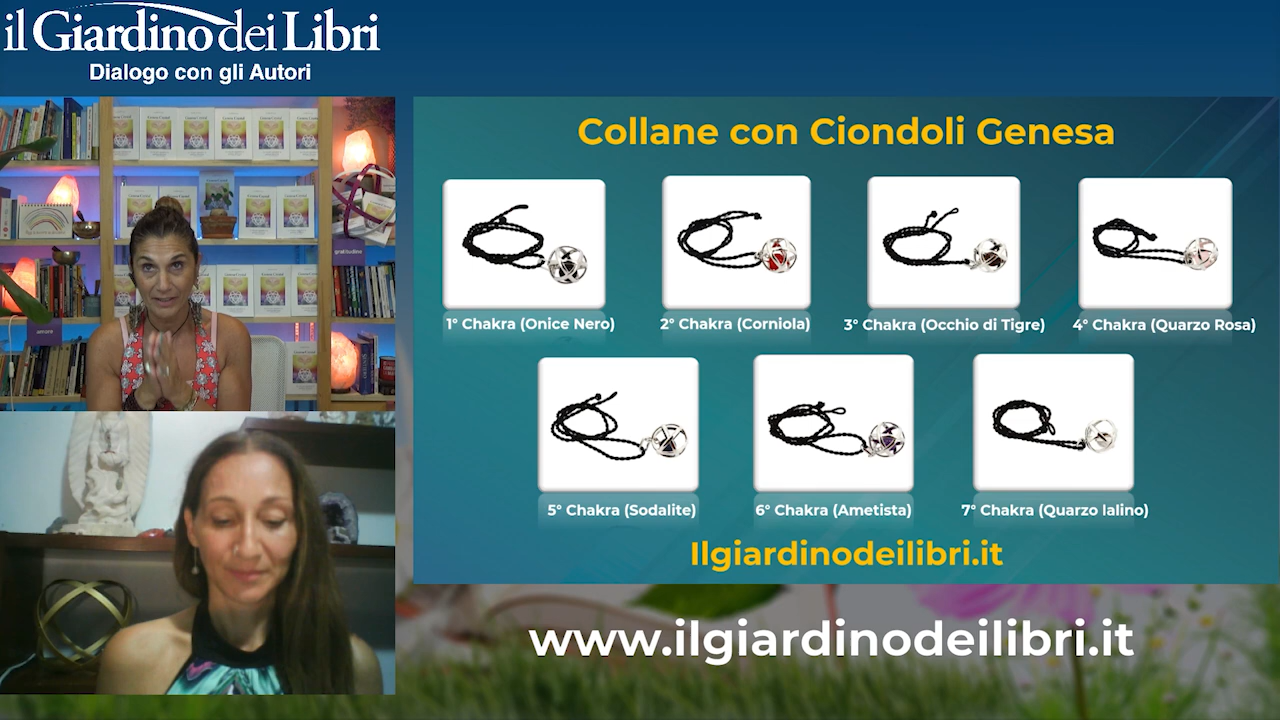 il Giardino dei Libri
Dialogo con gli Autori
Collane con Ciondoli Genesa
1° Chakra (Onice Nero)
2° Chakra (Corniola)
3° Chakra (Occhio di Tigre)
4° Chakra (Quarzo Rosa)
5° Chakra (Sodalite)
6° Chakra (Ametista)
7° Chakra (Quarzo Ialino)
Ilgiardinodeilibri.it
www.ilgiardinodeilibri.it
gratitudine
amore